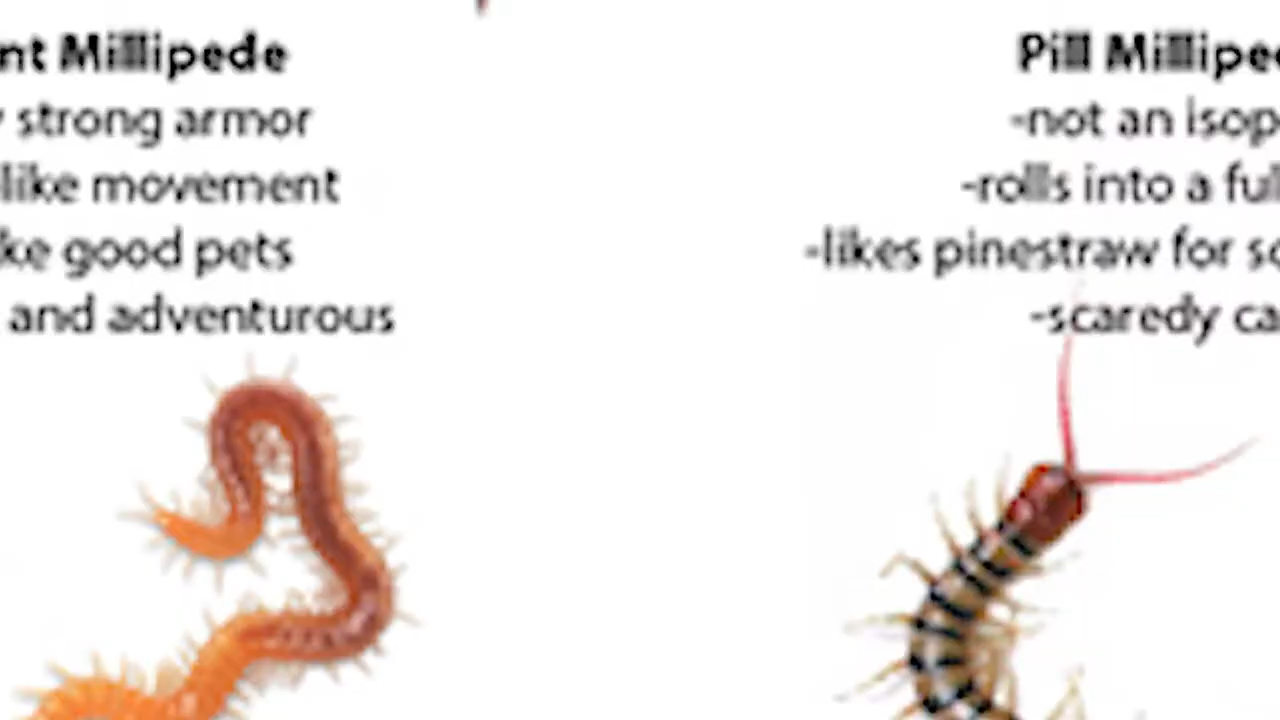 nt Millipede
strong armor
like movement
ke good pets
and adventurous
Pill Millipe
-not an isop
-rolls into a full
-likes pinestraw for
-scaredy ca